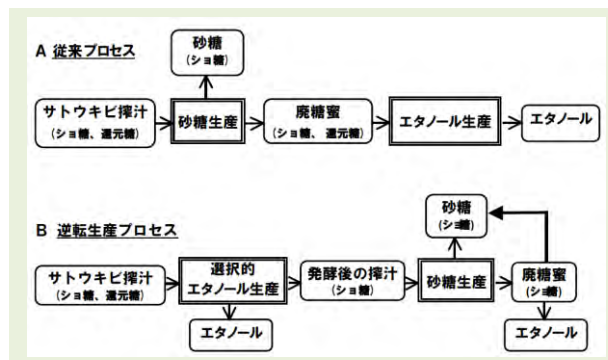 A 従来プロセス
砂糖
(ショ糖)
サトウキビ搾汁
(ショ糖、還元糖)
砂糖生産
廃糖蜜
(ショ糖、還元糖)
エタノール生産
エタノール
B 逆転生産プロセス
砂糖
(ショ糖)
サトウキビ搾汁
(ショ糖、還元糖)
選択的
エタノール生産
発酵後の搾汁
(ショ糖)
砂糖生産
廃糖蜜
(ショ糖)
エタノール
エタノール